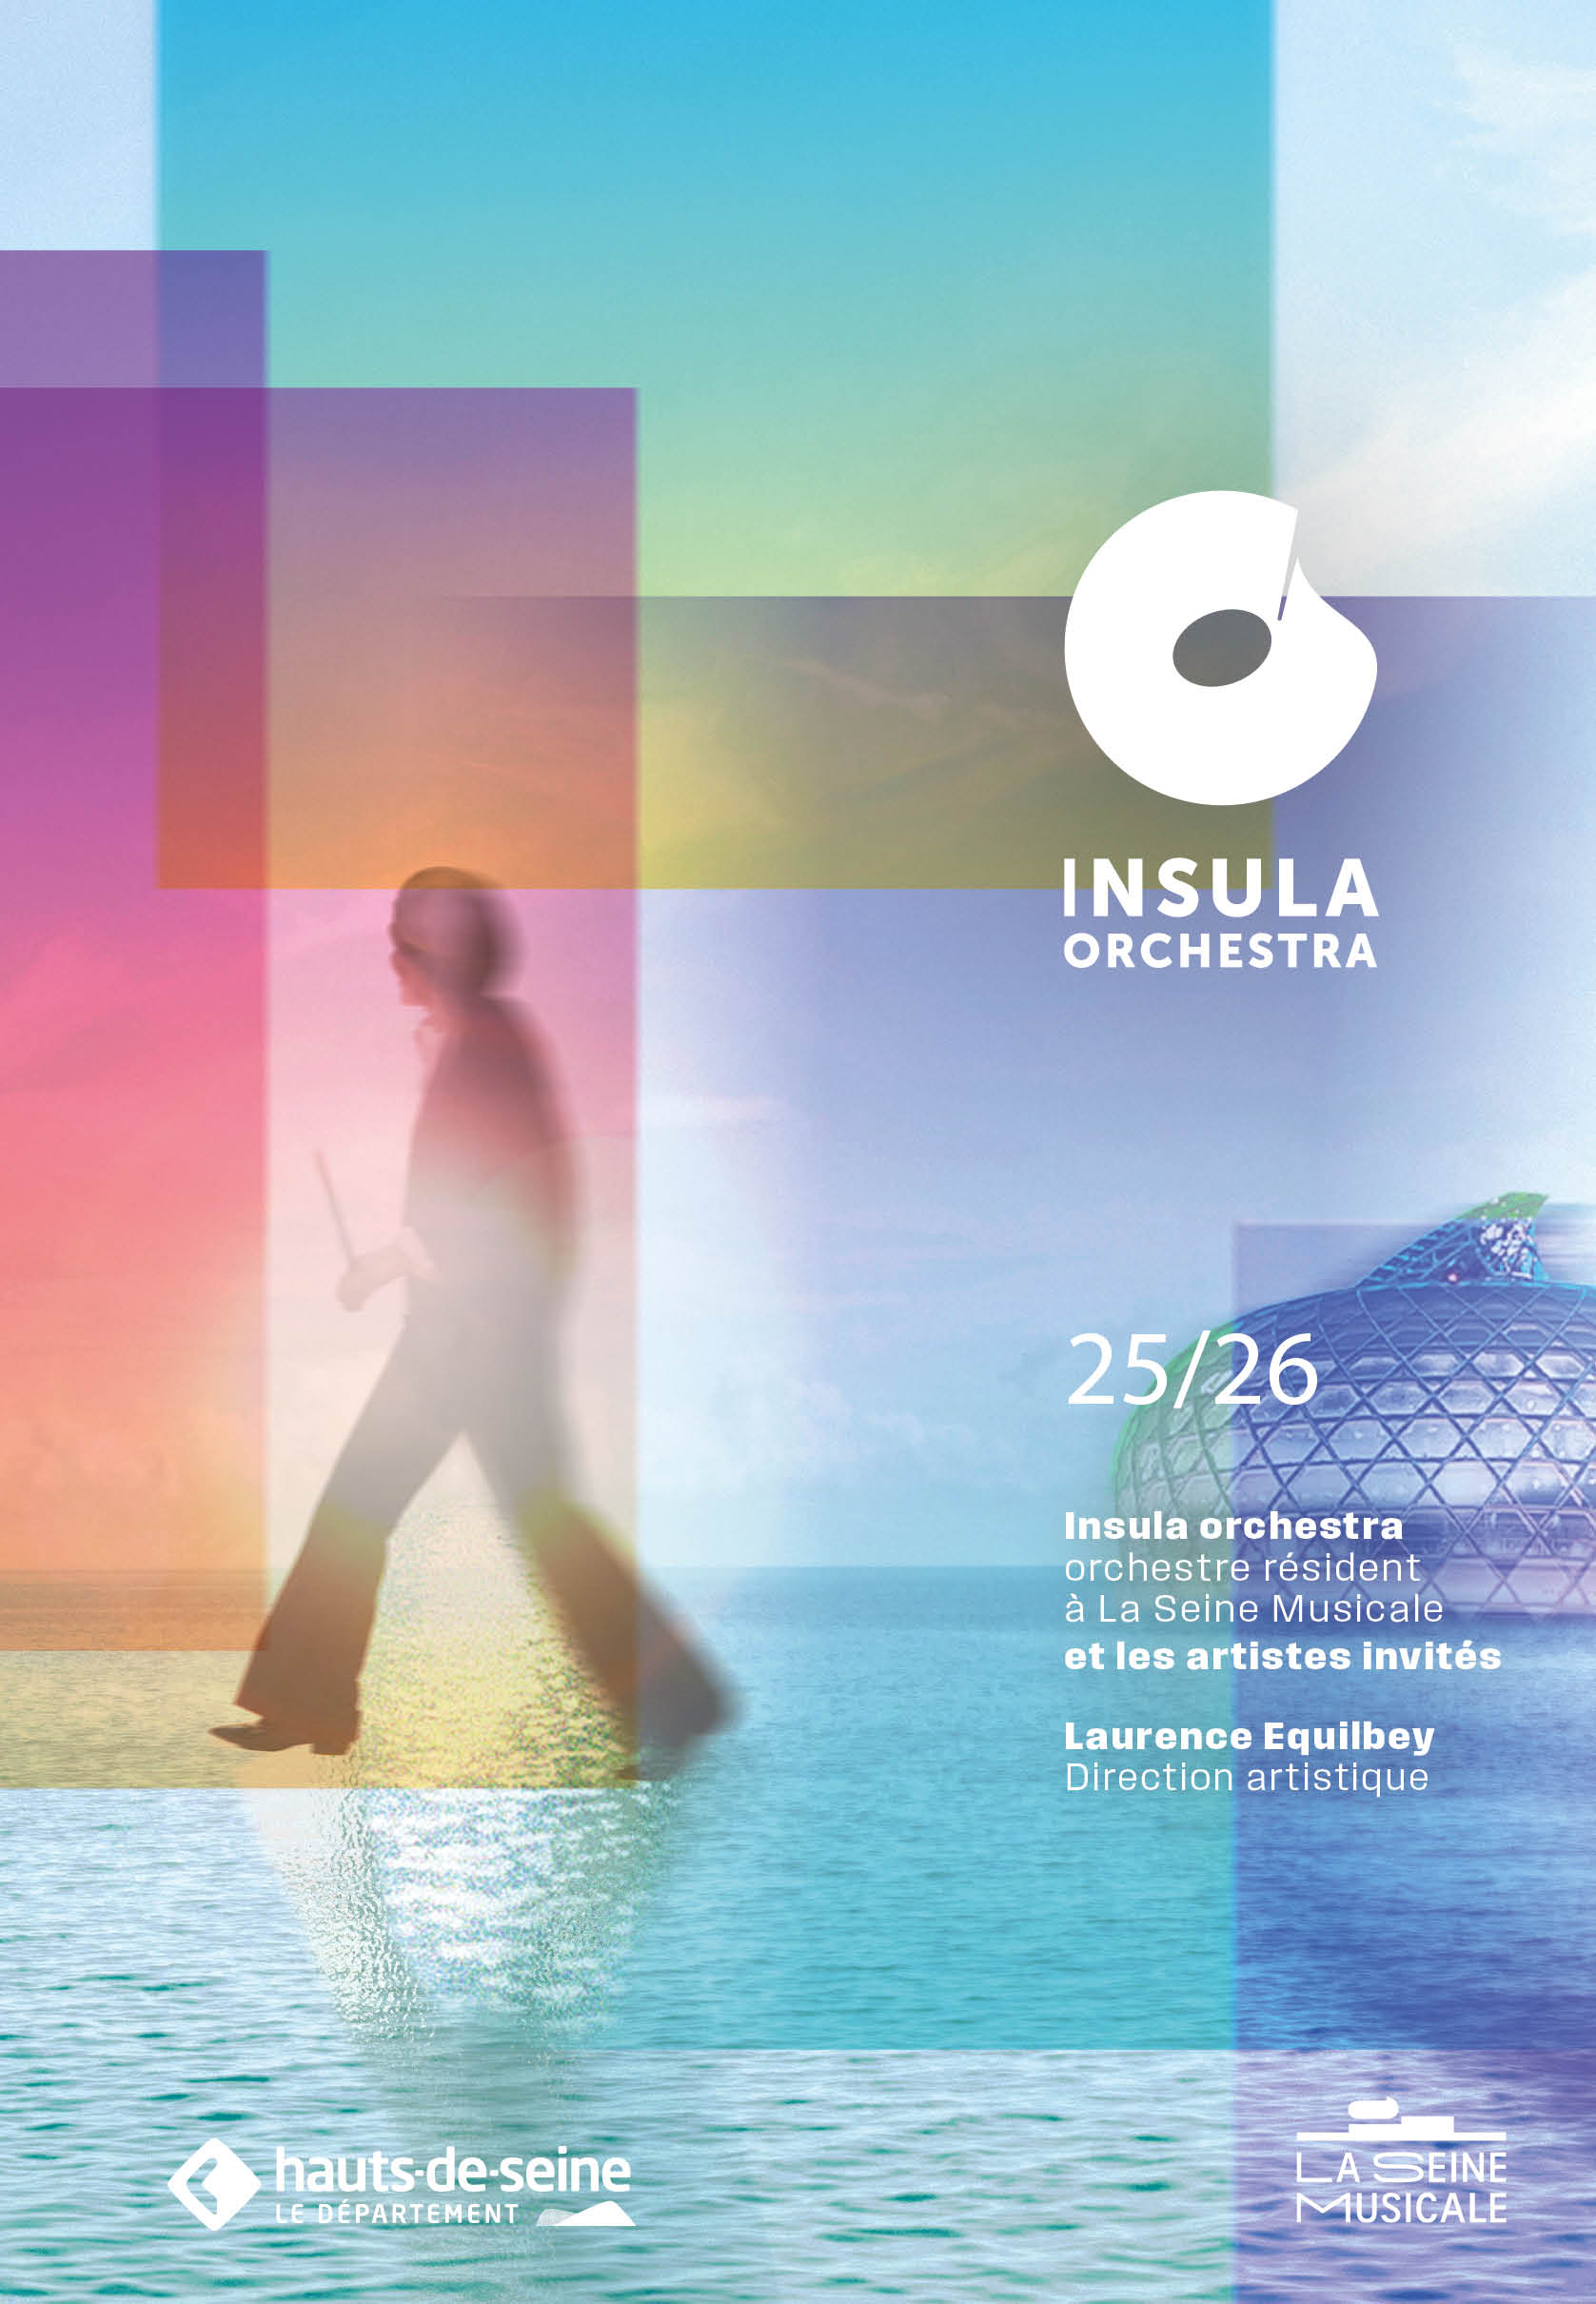 INSULA
ORCHESTRA
25/26
Insula orchestra
orchestre résident
à La Seine Musicale
et les artistes invités
Laurence Equilbey
Direction artistique
hauts-de-seine
LE DÉPARTEMENT
LA SEINE
MUSICALE